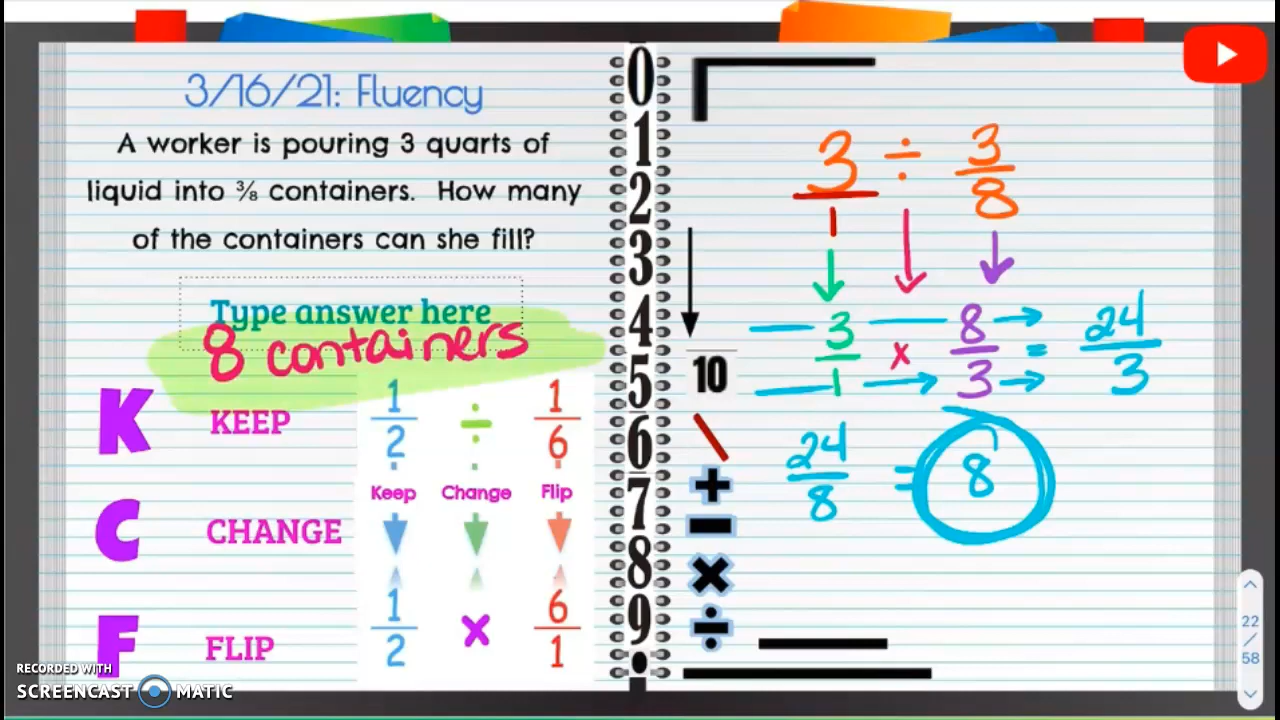 3/16/21: Fluency
A worker is pouring 3 quarts of
liquid into ⅜ containers. How many
of the containers can she fill?
Type answer here
8 containers
K KEEP
C CHANGE
F FLIP
1/2 ÷ 1/6
Keep Change Flip
1/2 × 6/1
0
1
2
3
4
5
6
7
8
9
.
10
+
−
×
÷
3/1 ÷ 3/8
3/1 × 8/3 = 24/3
24/8 = 8
22
/
58
RECORDED WITH
SCREENCAST MATIC